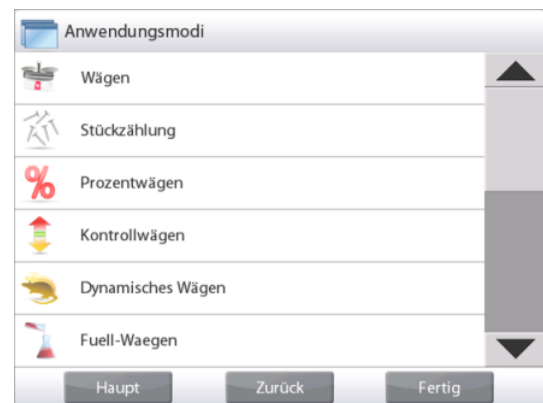 Anwendungsmodi
Wägen
Stückzählung
%
Prozentwägen
Kontrollwägen
Dynamisches Wägen
Fuell-Waegen
Haupt Zurück Fertig